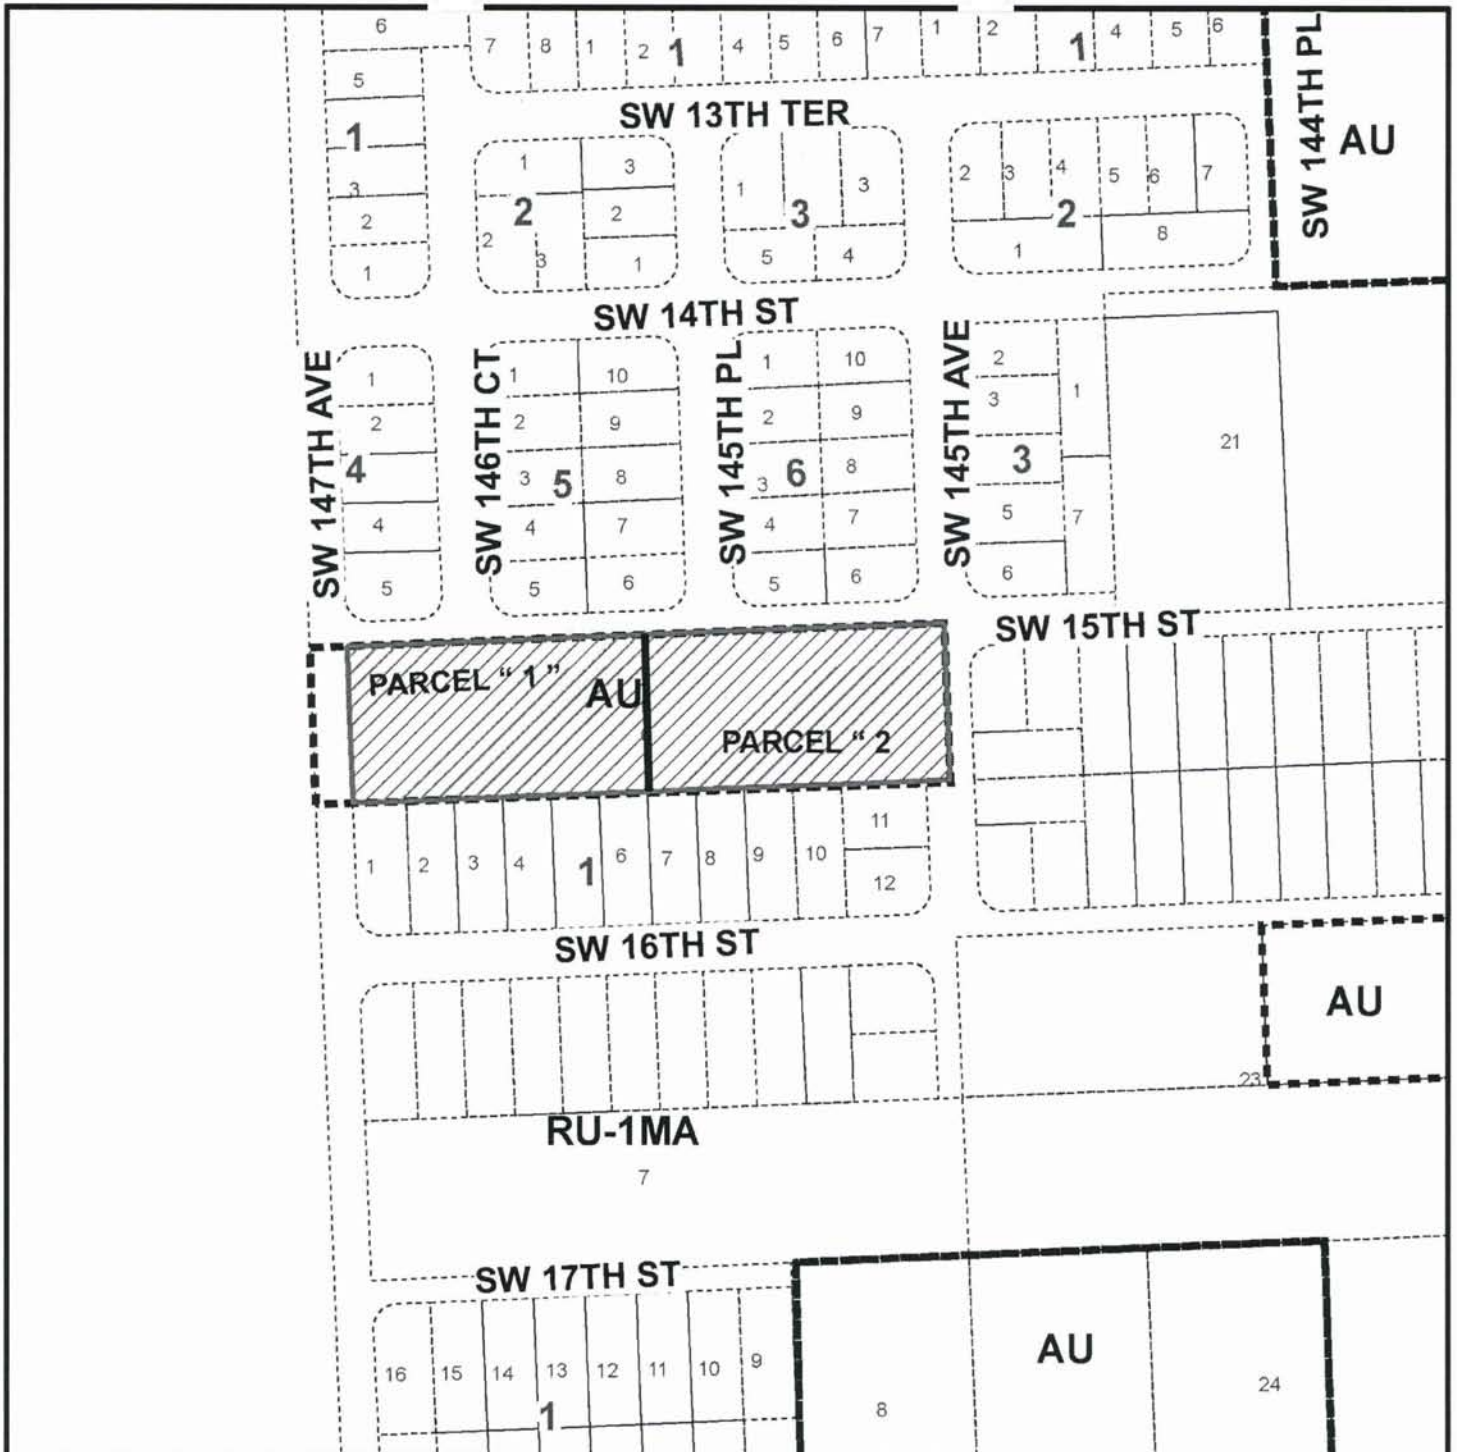 6
7 8 1 2 1 4 5 6 7 1 2 1 4 5 6
5
1
3
2
1
SW 13TH TER
SW 144TH PL
AU
1 3
2 2
2 3 1
1 3 3
5 4
2 3 4 5 6 7
2
1 8
SW 14TH ST
SW 147TH AVE
1
2
4
4
5
SW 146TH CT
1 10
2 9
3 5 8
4 7
5 6
SW 145TH PL
1 10
2 9
3 6 8
4 7
5 6
SW 145TH AVE
2
3 1
3
5 7
6
21
SW 15TH ST
PARCEL “ 1 ”
AU
PARCEL “ 2
1 2 3 4 1 6 7 8 9 10 11
12
SW 16TH ST
AU
23
RU-1MA
7
SW 17TH ST
16 15 14 13 12 11 10 9
1
AU
8
24